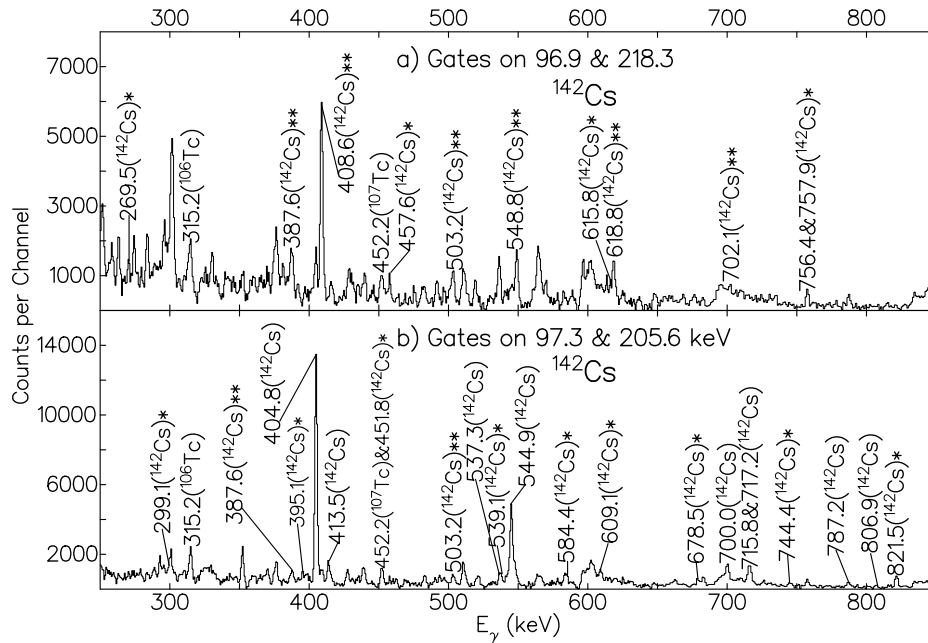 300 400 500 600 700 800
a) Gates on 96.9 & 218.3
¹⁴²Cs
7000
5000
3000
1000
269.5(¹⁴²Cs)*
315.2(¹⁰⁶Tc)
387.6(¹⁴²Cs)**
408.6(¹⁴²Cs)**
452.2(¹⁰⁷Tc)
457.6(¹⁴²Cs)*
503.2(¹⁴²Cs)**
548.8(¹⁴²Cs)**
615.8(¹⁴²Cs)*
618.8(¹⁴²Cs)**
702.1(¹⁴²Cs)**
756.4&757.9(¹⁴²Cs)*
Counts per Channel
b) Gates on 97.3 & 205.6 keV
¹⁴²Cs
14000
10000
6000
2000
299.1(¹⁴²Cs)*
315.2(¹⁰⁶Tc)
387.6(¹⁴²Cs)**
404.8(¹⁴²Cs)
395.1(¹⁴²Cs)*
413.5(¹⁴²Cs)
452.2(¹⁰⁷Tc)&451.8(¹⁴²Cs)*
503.2(¹⁴²Cs)**
537.3(¹⁴²Cs)
539.1(¹⁴²Cs)*
544.9(¹⁴²Cs)
584.4(¹⁴²Cs)*
609.1(¹⁴²Cs)*
678.5(¹⁴²Cs)*
700.0(¹⁴²Cs)
715.8&717.2(¹⁴²Cs)
744.4(¹⁴²Cs)*
787.2(¹⁴²Cs)
806.9(¹⁴²Cs)
821.5(¹⁴²Cs)*
300 400 500 600 700 800
E_γ (keV)